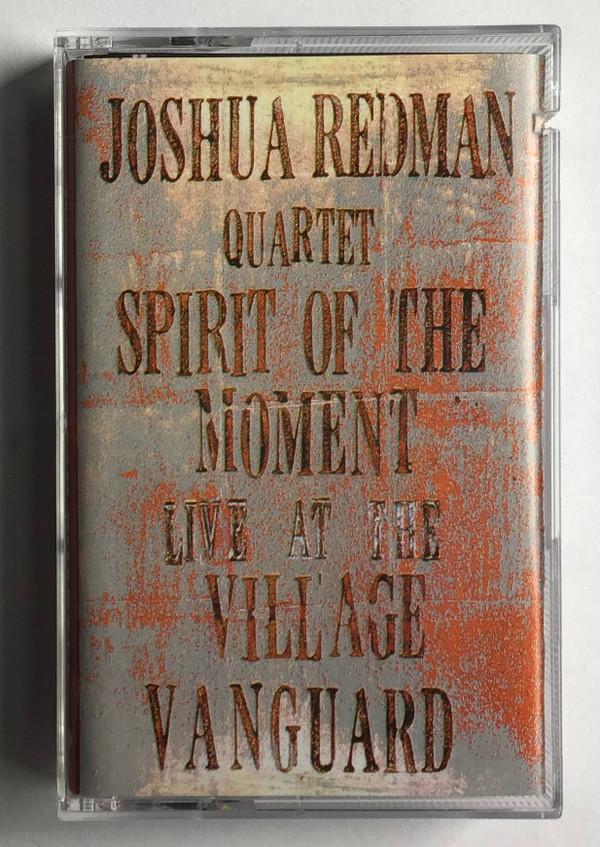 JOSHUA REDMAN
QUARTET
SPIRIT OF THE
MOMENT
LIVE AT THE
VILLAGE
VANGUARD